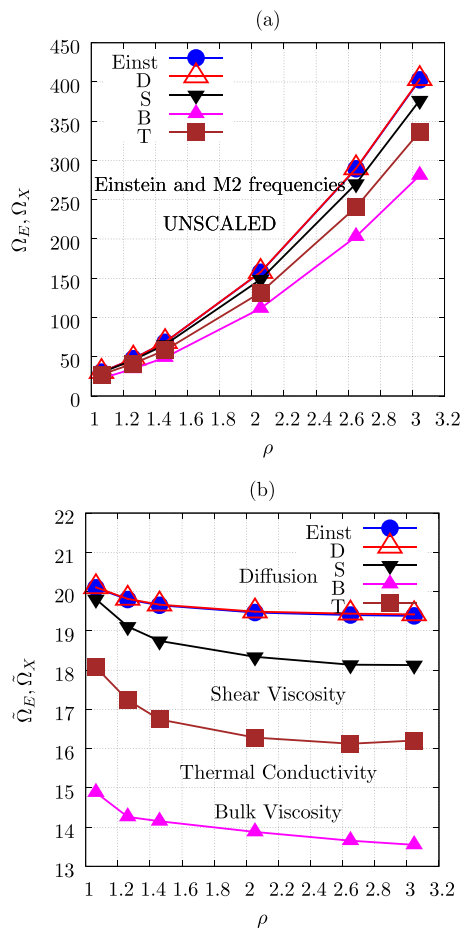 (a)
450
400
350
300
250
200
150
100
50
0
Einst
D
S
B
T
Einstein and M2 frequencies
UNSCALED
Ω_E, Ω_X
1 1.2 1.4 1.6 1.8 2 2.2 2.4 2.6 2.8 3 3.2
ρ
(b)
22
21
20
19
18
17
16
15
14
13
Einst
D
S
B
T
Diffusion
Shear Viscosity
Thermal Conductivity
Bulk Viscosity
Ω̃_E, Ω̃_X
1 1.2 1.4 1.6 1.8 2 2.2 2.4 2.6 2.8 3 3.2
ρ